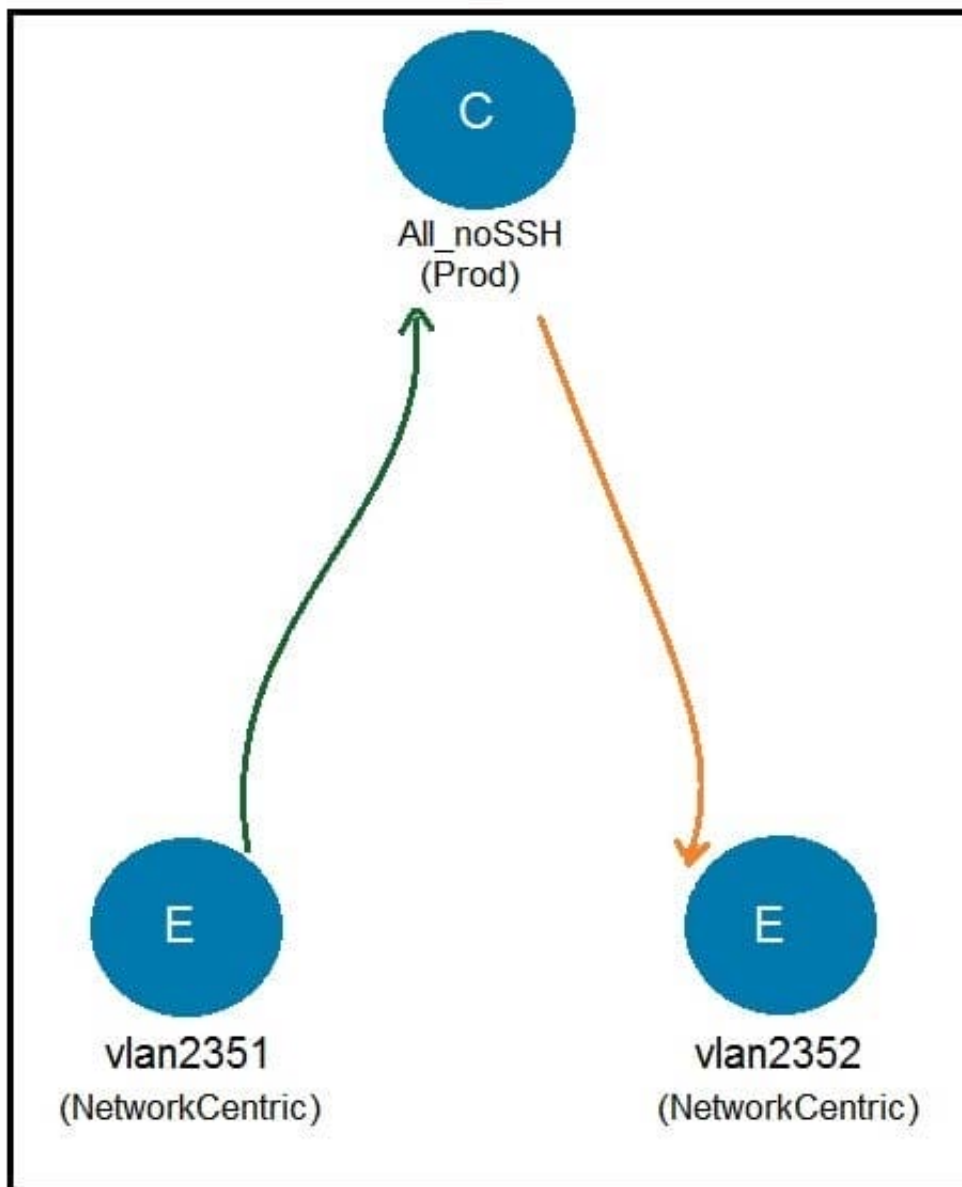 C
All_noSSH
(Prod)
E
E
vlan2351
vlan2352
(NetworkCentric)
(NetworkCentric)